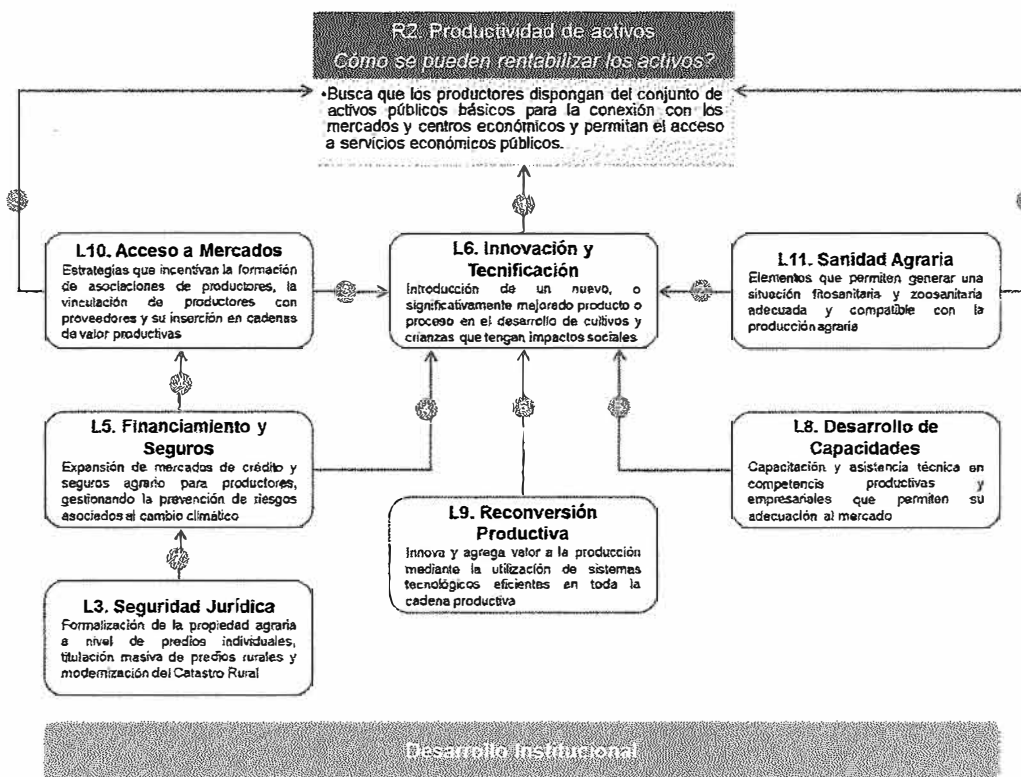 R2. Productividad de activos
Cómo se pueden rentabilizar los activos?
•Busca que los productores dispongan del conjunto de
activos públicos básicos para la conexión con los
mercados y centros económicos y permitan el acceso
a servicios económicos públicos.
L10. Acceso a Mercados
Estrategias que incentivan la formación
de asociaciones de productores, la
vinculación de productores con
proveedores y su inserción en cadenas
de valor productivas
L6. Innovación y
Tecnificación
Introducción de un nuevo, o
significativamente mejorado producto o
proceso en el desarrollo de cultivos y
crianzas que tengan impactos sociales
L11. Sanidad Agraria
Elementos que permiten generar una
situación fitosanitaria y zoosanitaria
adecuada y compatible con la
producción agraria
L5. Financiamiento y
Seguros
Expansión de mercados de crédito y
seguros agrario para productores,
gestionando la prevención de riesgos
asociados al cambio climático
L8. Desarrollo de
Capacidades
Capacitación y asistencia técnica en
competencia productivas y
empresariales que permiten su
adecuación al mercado
L9. Reconversión
Productiva
Innova y agrega valor a la producción
mediante la utilización de sistemas
tecnológicos eficientes en toda la
cadena productiva
L3. Seguridad Jurídica
Formalización de la propiedad agraria
a nivel de predios individuales,
titulación masiva de predios rurales y
modernización del Catastro Rural
Desarrollo Institucional